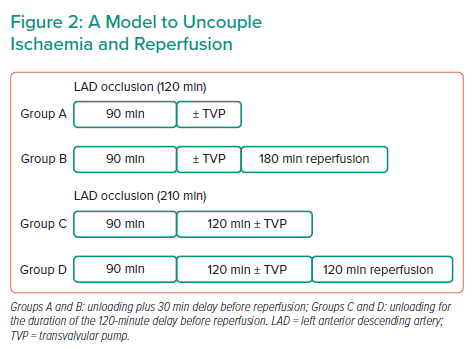 Figure 2: A Model to Uncouple
Ischaemia and Reperfusion
LAD occlusion (120 min)
Group A 90 min ± TVP
Group B 90 min ± TVP 180 min reperfusion
LAD occlusion (210 min)
Group C 90 min 120 min ± TVP
Group D 90 min 120 min ± TVP 120 min reperfusion
Groups A and B: unloading plus 30 min delay before reperfusion; Groups C and D: unloading for
the duration of the 120-minute delay before reperfusion. LAD = left anterior descending artery;
TVP = transvalvular pump.